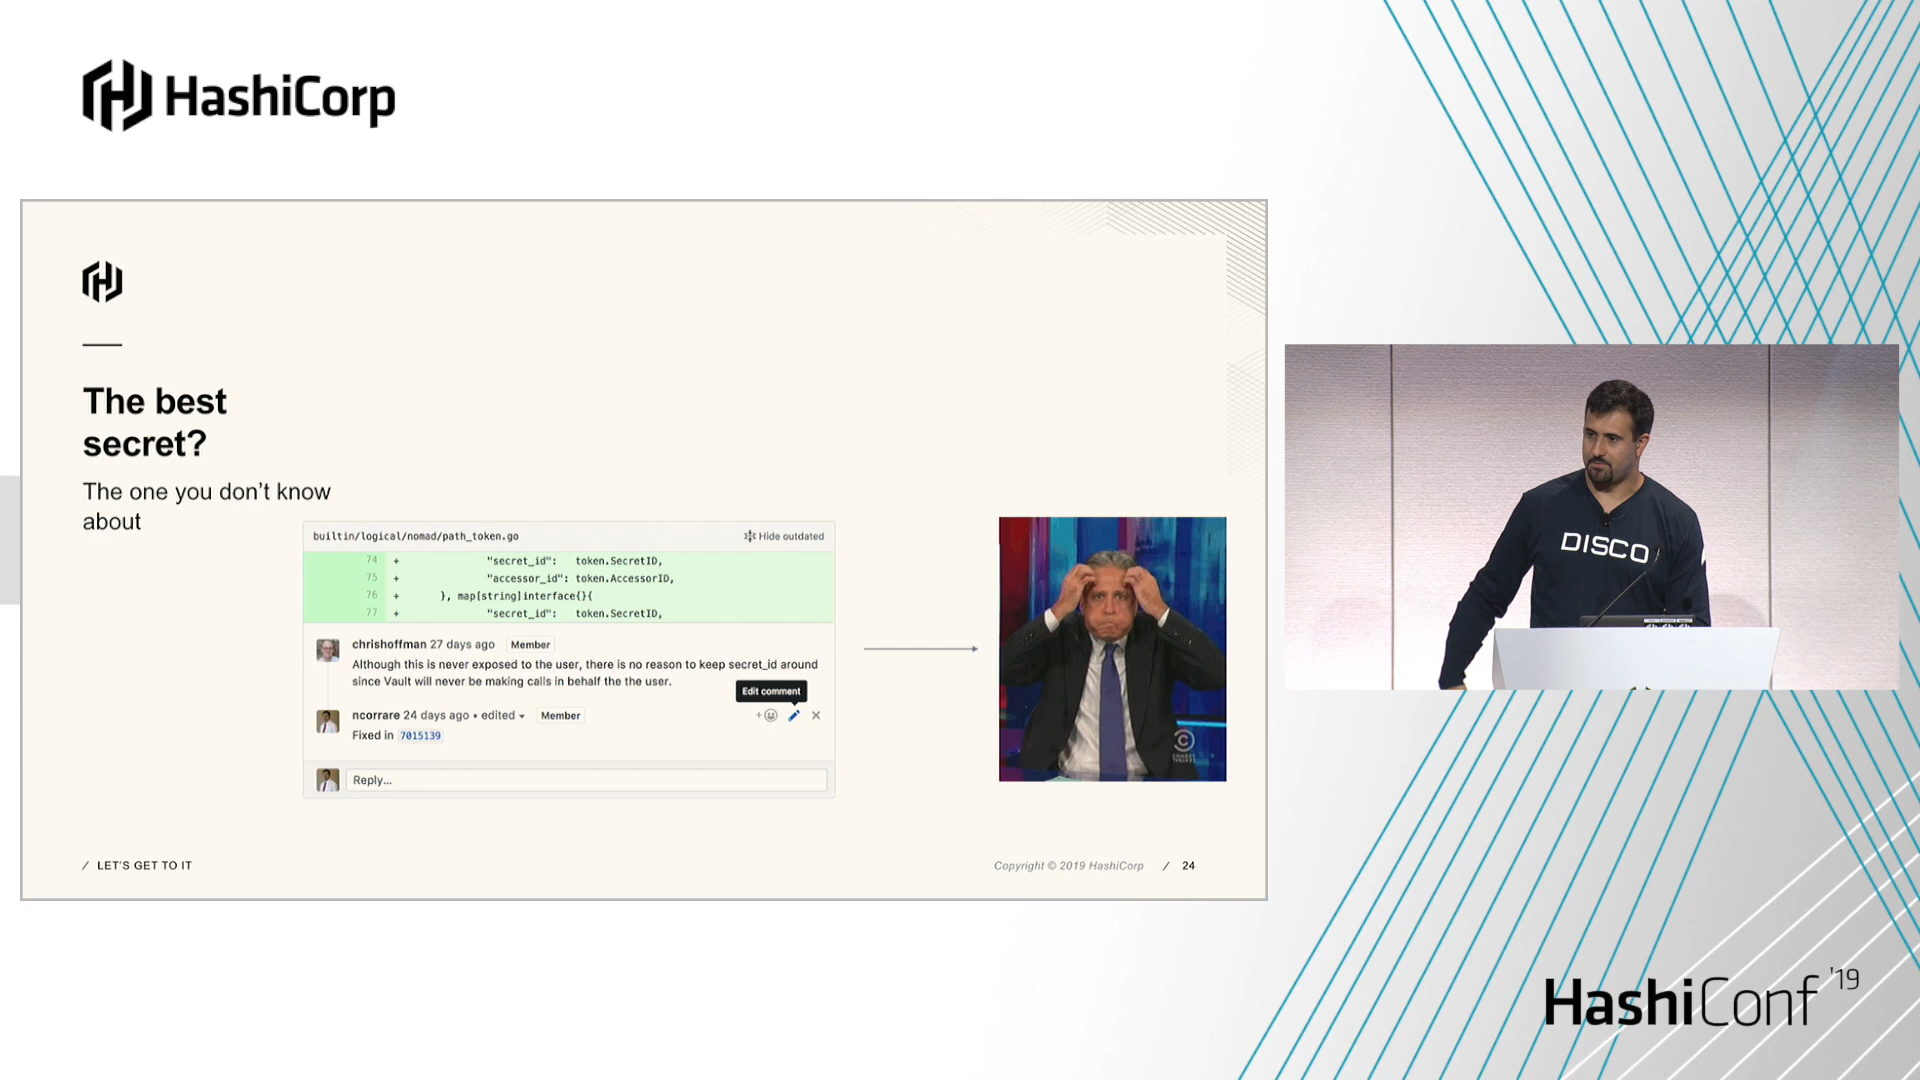 HashiCorp
The best
secret?
The one you don't know
about
builtin/logical/nomad/path_token.go
Hide outdated
74 + "secret_id": token.SecretID,
75 + "accessor_id": token.AccessorID,
76 + }, map[string]interface{}{
77 + "secret_id": token.SecretID,
chrishoffman 27 days ago Member
Although this is never exposed to the user, there is no reason to keep secret_id around
since Vault will never be making calls in behalf the the user.
Edit comment
ncorrare 24 days ago • edited Member
Fixed in 7015139
Reply...
/ LET'S GET TO IT
Copyright © 2019 HashiCorp / 24
DISCO
HashiConf '19